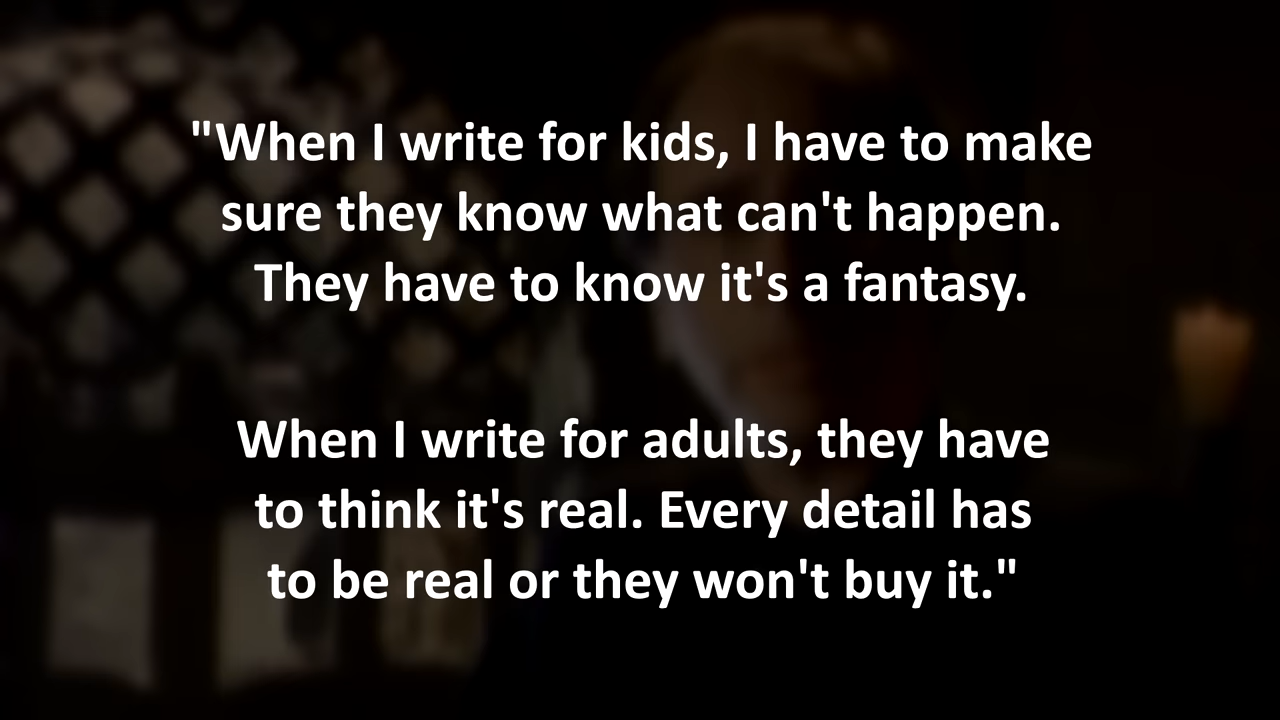 "When I write for kids, I have to make
sure they know what can't happen.
They have to know it's a fantasy.
When I write for adults, they have
to think it's real. Every detail has
to be real or they won't buy it."